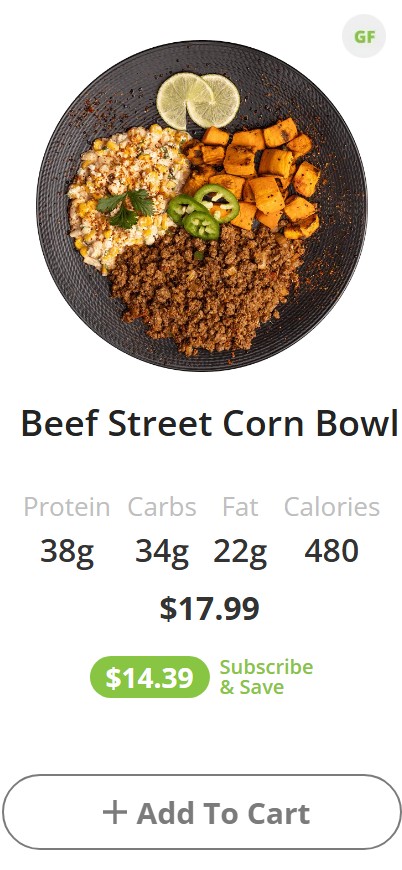 GF
Beef Street Corn Bowl
Protein Carbs Fat Calories
38g 34g 22g 480
$17.99
$14.39 Subscribe
& Save
+ Add To Cart